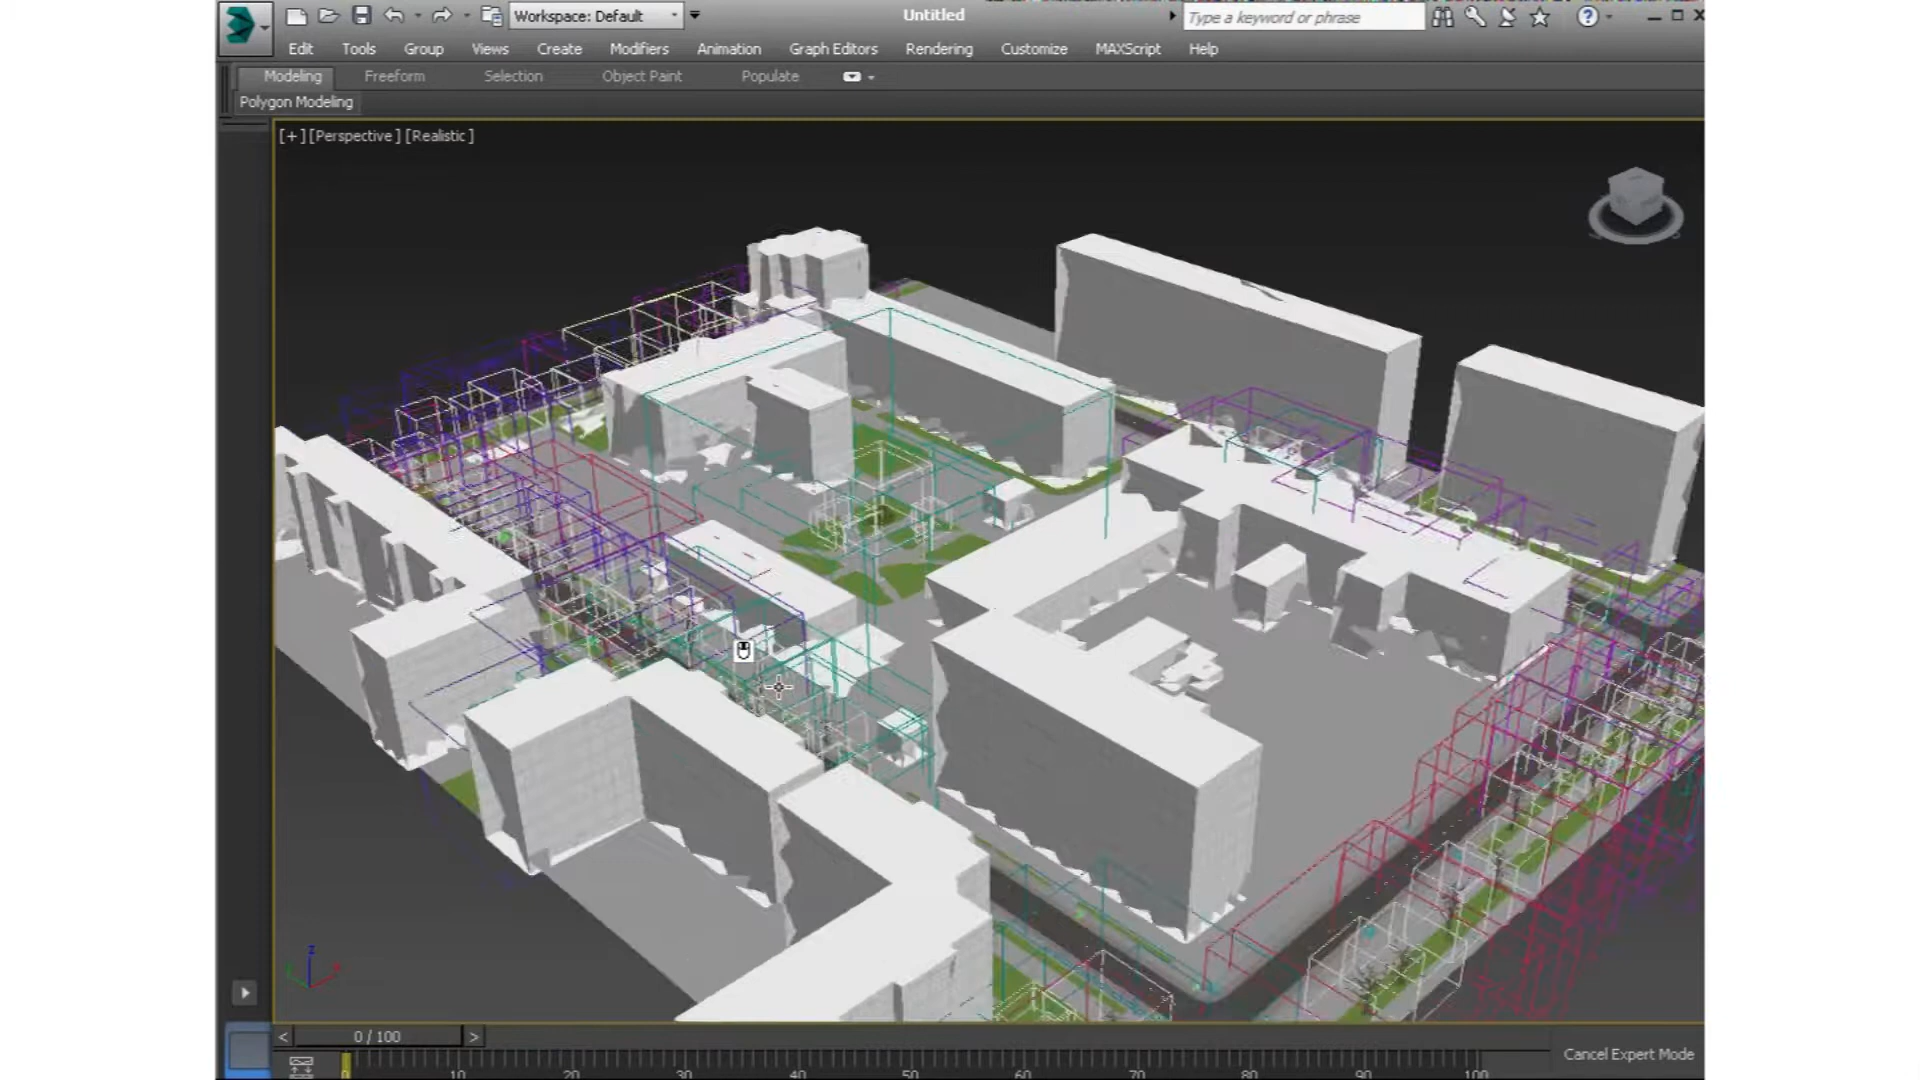 Workspace: Default
Untitled
Type a keyword or phrase
?
Edit Tools Group Views Create Modifiers Animation Graph Editors Rendering Customize MAXScript Help
Modeling Freeform Selection Object Paint Populate
Polygon Modeling
[+] [Perspective] [Realistic]
z
< 0 / 100 >
Cancel Expert Mode
0 10 20 30 40 50 60 70 80 90 100